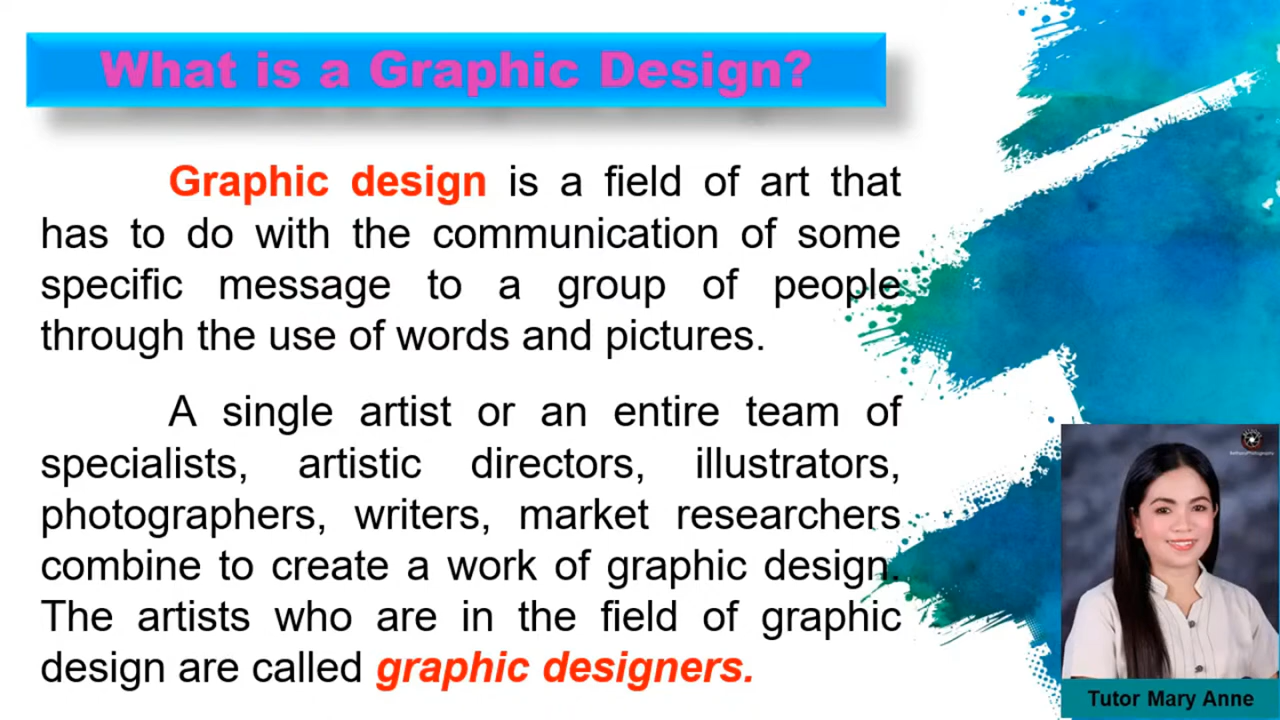 What is a Graphic Design?
Graphic design is a field of art that
has to do with the communication of some
specific message to a group of people
through the use of words and pictures.
A single artist or an entire team of
specialists, artistic directors, illustrators,
photographers, writers, market researchers
combine to create a work of graphic design.
The artists who are in the field of graphic
design are called graphic designers.
Tutor Mary Anne